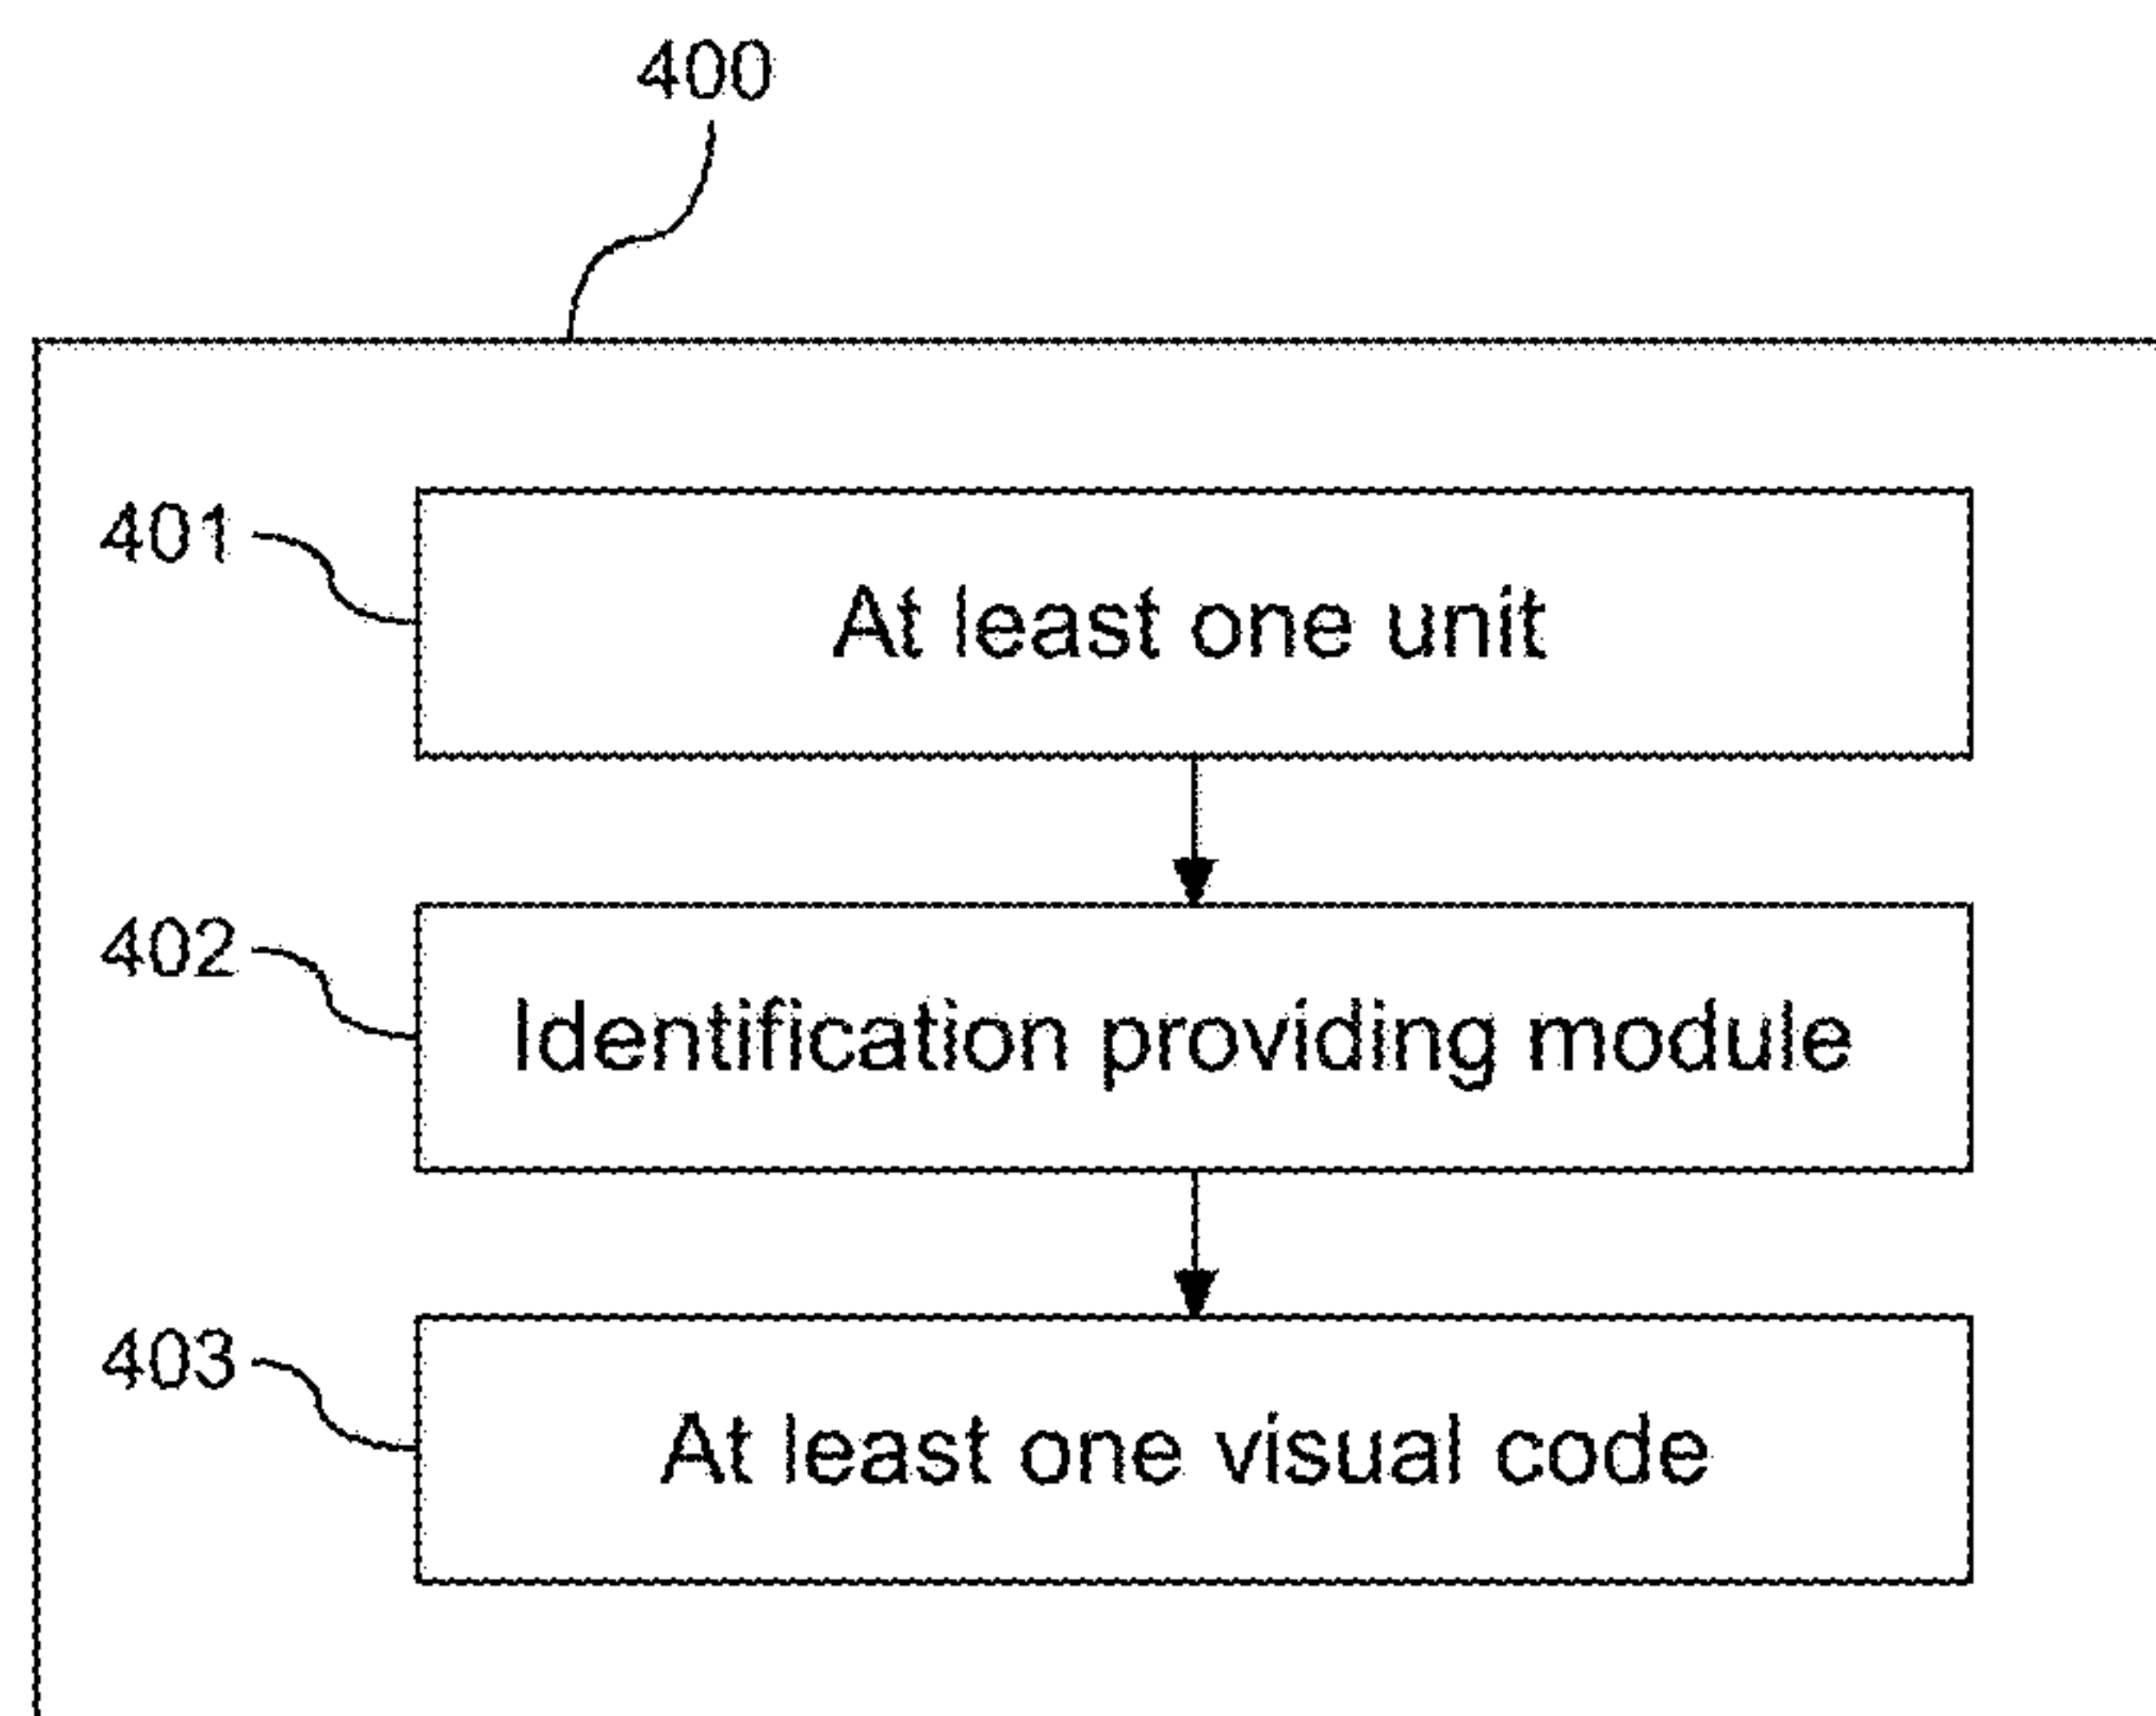 400
401
At least one unit
402
Identification providing module
403
At least one visual code